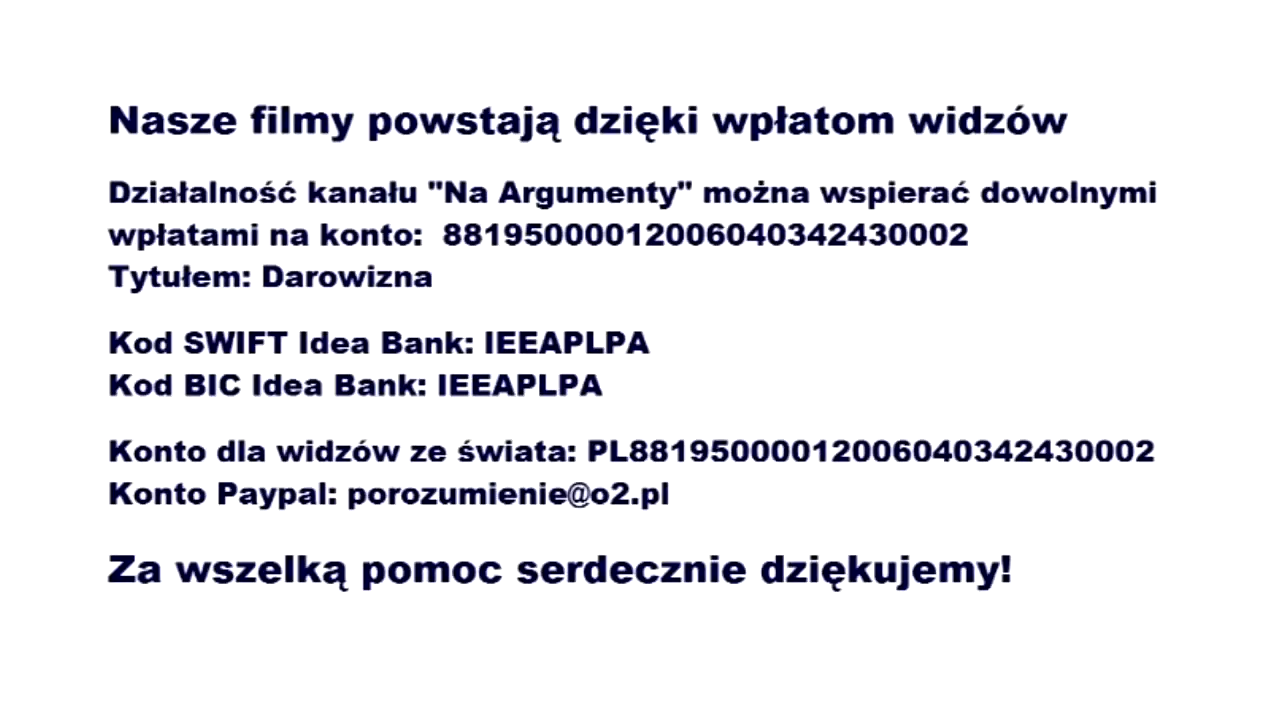 Nasze filmy powstają dzięki wpłatom widzów
Działalność kanału "Na Argumenty" można wspierać dowolnymi
wpłatami na konto: 88195000012006040342430002
Tytułem: Darowizna
Kod SWIFT Idea Bank: IEEAPLPA
Kod BIC Idea Bank: IEEAPLPA
Konto dla widzów ze świata: PL88195000012006040342430002
Konto Paypal: porozumienie@o2.pl
Za wszelką pomoc serdecznie dziękujemy!